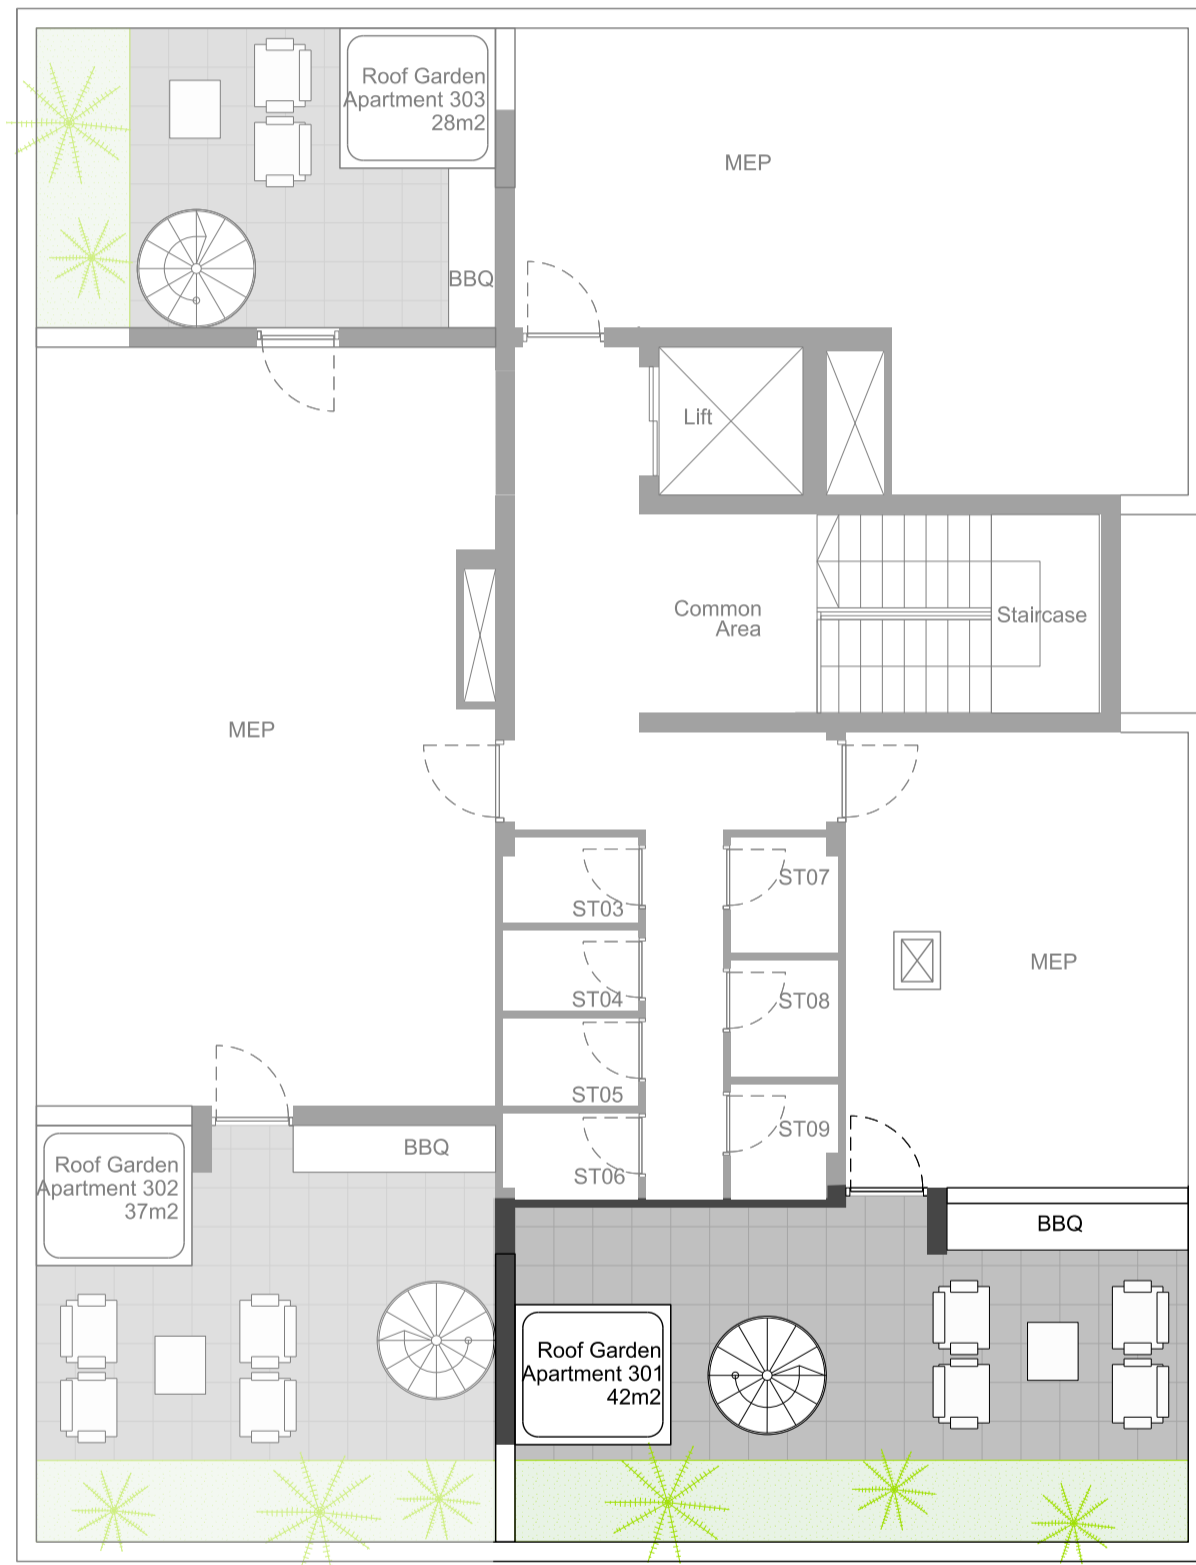 Roof Garden
Apartment 303
28m2
MEP
BBQ
Lift
Common
Area
Staircase
MEP
ST03
ST07
ST04
ST08
MEP
ST05
ST09
ST06
BBQ
Roof Garden
Apartment 302
37m2
BBQ
Roof Garden
Apartment 301
42m2